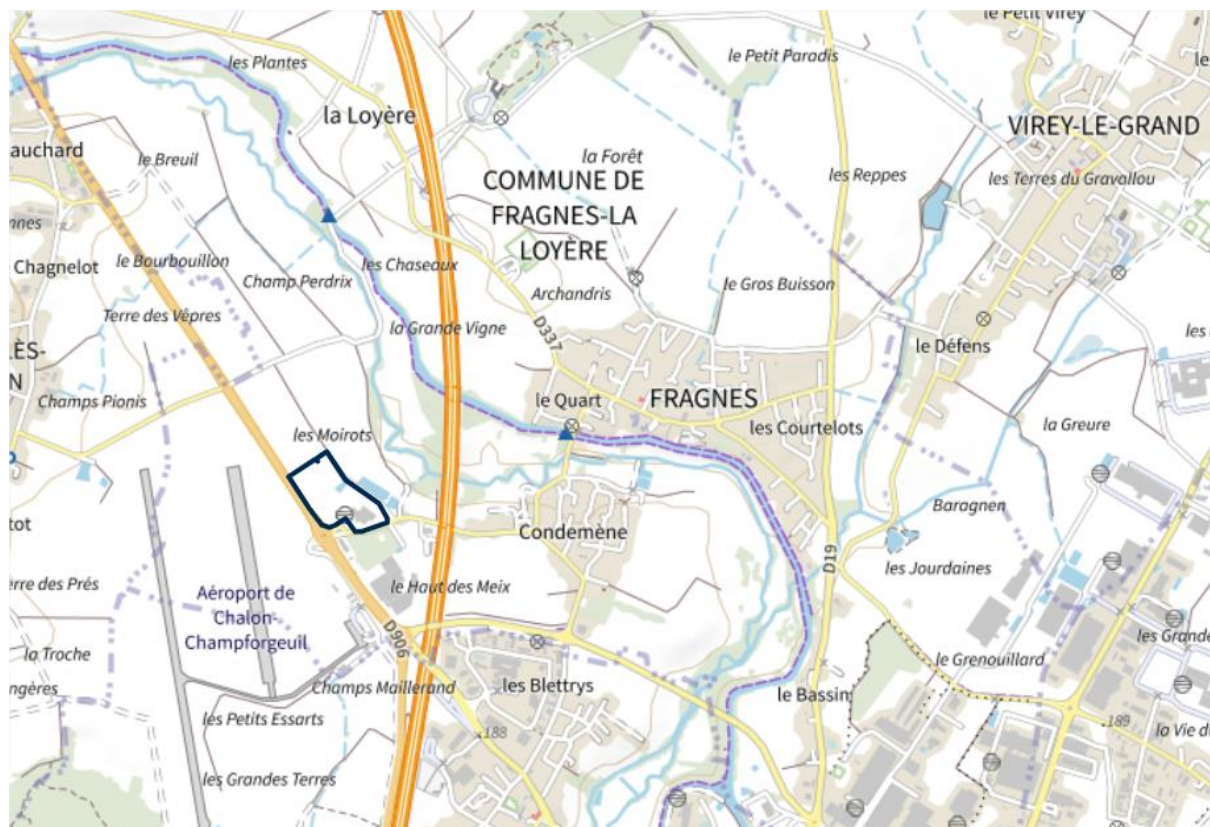 le Petit Virey
les Plantes
le Petit Paradis
le
la Loyère
VIREY-LE-GRAND
auchard
le Breuil
la Forêt
COMMUNE DE
FRAGNES-LA
LOYÈRE
les Reppes
les Terres du Gravallou
nnes
Chagnelot
le Bourbouillon
les Chaseaux
Champ Perdrix
Archandris
le Gros Buisson
Terre des Vêpres
la Grande Vigne
D337
les
LÈS-
N
le Défens
Champs Pionis
le Quart
FRAGNES
les Courtelots
la Greure
les Moirots
tot
Condemène
Baragnen
D19
erre des Prés
Aéroport de
Chalon-
Champforgeuil
le Haut des Meix
les Jourdaines
la Troche
D906
les Grande
ngères
Champs Maillerand
les Blettrys
le Grenouillard
le Bassin
les Petits Essarts
188
189
la Vie du
les Grandes Terres